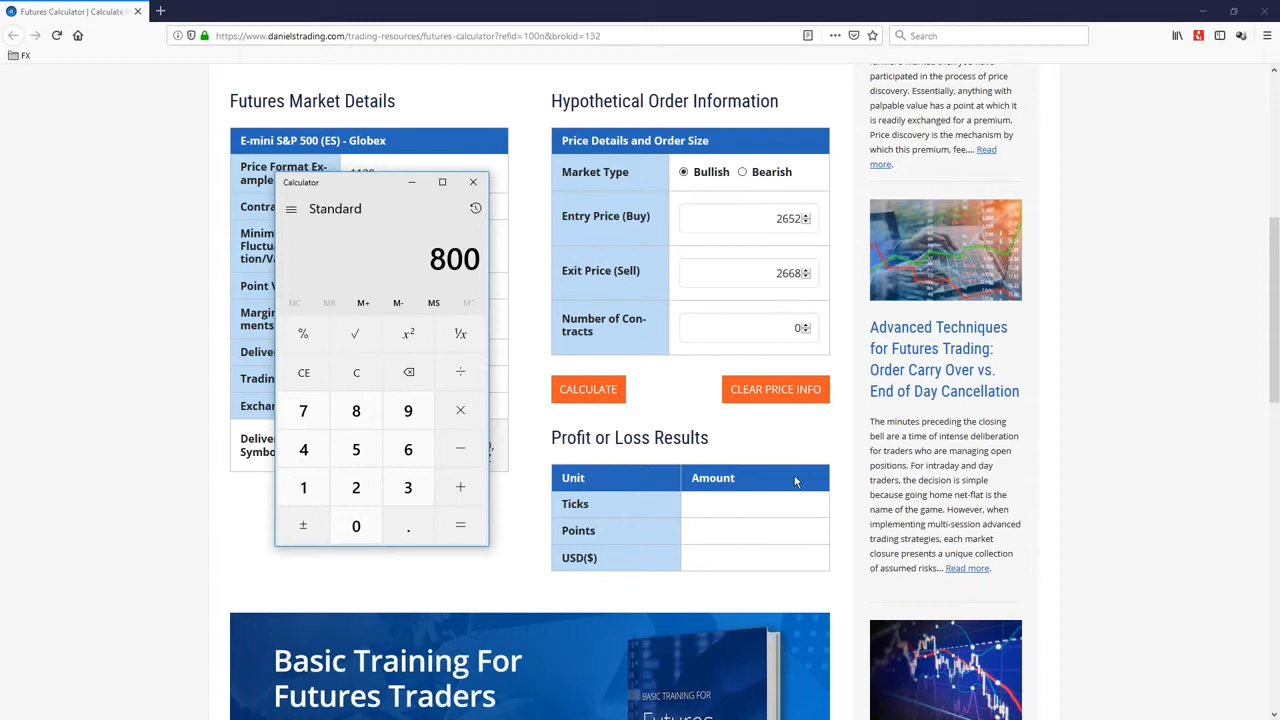 Futures Calculator | Calculate P
https://www.danielstrading.com/trading-resources/futures-calculator?refid=100n&brokid=132
Search
FX
Futures Market Details
E-mini S&P 500 (ES) - Globex
Price Format Ex-
ample
Contra
Minim
Fluctua
tion/Va
Point V
Margin
ments
Deliver
Trading
Exchan
Deliver
Symbo
Calculator
Standard
800
MC MR M+ M- MS
% √ x² ¹/x
CE C ÷
7 8 9 ×
4 5 6 −
1 2 3 +
± 0 . =
Hypothetical Order Information
Price Details and Order Size
Market Type
Bullish Bearish
Entry Price (Buy)
2652
Exit Price (Sell)
2668
Number of Con-
tracts
0
CALCULATE
CLEAR PRICE INFO
Profit or Loss Results
Unit Amount
Ticks
Points
USD($)
Basic Training For
Futures Traders
BASIC TRAINING FOR
Futures
participated in the process of price
discovery. Essentially, anything with
palpable value has a point at which it
is readily exchanged for a premium.
Price discovery is the mechanism by
which this premium, fee,... Read
more.
Advanced Techniques
for Futures Trading:
Order Carry Over vs.
End of Day Cancellation
The minutes preceding the closing
bell are a time of intense deliberation
for traders who are managing open
positions. For intraday and day
traders, the decision is simple
because going home net-flat is the
name of the game. However, when
implementing multi-session advanced
trading strategies, each market
closure presents a unique collection
of assumed risks... Read more.